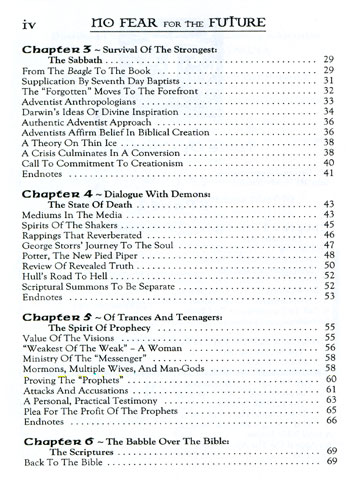 iv NO FEAR FOR THE FUTURE
Chapter 3 ~ Survival Of The Strongest:
The Sabbath . . . . . . . . . . . . . . . . . . . . 29
From The Beagle To The Book . . . . . . . . . . . . . . . . . . . . 29
Supplication By Seventh Day Baptists . . . . . . . . . . . . . . . . . . . . 31
The "Forgotten" Moves To The Forefront . . . . . . . . . . . . . . . . . . . . 32
Adventist Anthropologians . . . . . . . . . . . . . . . . . . . . 33
Darwin's Ideas Or Divine Inspiration . . . . . . . . . . . . . . . . . . . . 34
Authentic Adventist Approach . . . . . . . . . . . . . . . . . . . . 36
Adventists Affirm Belief In Biblical Creation . . . . . . . . . . . . . . . . . . . . 36
A Theory On Thin Ice . . . . . . . . . . . . . . . . . . . . 38
A Crisis Culminates In A Conversion . . . . . . . . . . . . . . . . . . . . 38
Call To Commitment To Creationism . . . . . . . . . . . . . . . . . . . . 40
Endnotes . . . . . . . . . . . . . . . . . . . . 41
Chapter 4 ~ Dialogue With Demons:
The State Of Death . . . . . . . . . . . . . . . . . . . . 43
Mediums In The Media . . . . . . . . . . . . . . . . . . . . 43
Spirits Of The Shakers . . . . . . . . . . . . . . . . . . . . 45
Rappings That Reverberated . . . . . . . . . . . . . . . . . . . . 46
George Storrs' Journey To The Soul . . . . . . . . . . . . . . . . . . . . 47
Potter, The New Pied Piper . . . . . . . . . . . . . . . . . . . . 48
Review Of Revealed Truth . . . . . . . . . . . . . . . . . . . . 50
Hull's Road To Hell . . . . . . . . . . . . . . . . . . . . 52
Scriptural Summons To Be Separate . . . . . . . . . . . . . . . . . . . . 52
Endnotes . . . . . . . . . . . . . . . . . . . . 53
Chapter 5 ~ Of Trances And Teenagers:
The Spirit Of Prophecy . . . . . . . . . . . . . . . . . . . . 55
Value Of The Visions . . . . . . . . . . . . . . . . . . . . 55
"Weakest Of The Weak" – A Woman . . . . . . . . . . . . . . . . . . . . 56
Ministry Of The "Messenger" . . . . . . . . . . . . . . . . . . . . 58
Mormons, Multiple Wives, And Man-Gods . . . . . . . . . . . . . . . . . . . . 58
Proving The "Prophets" . . . . . . . . . . . . . . . . . . . . 60
Attacks And Accusations . . . . . . . . . . . . . . . . . . . . 61
A Personal, Practical Testimony . . . . . . . . . . . . . . . . . . . . 63
Plea For The Profit Of The Prophets . . . . . . . . . . . . . . . . . . . . 65
Endnotes . . . . . . . . . . . . . . . . . . . . 66
Chapter 6 ~ The Babble Over The Bible:
The Scriptures . . . . . . . . . . . . . . . . . . . . 69
Back To The Bible . . . . . . . . . . . . . . . . . . . . 69